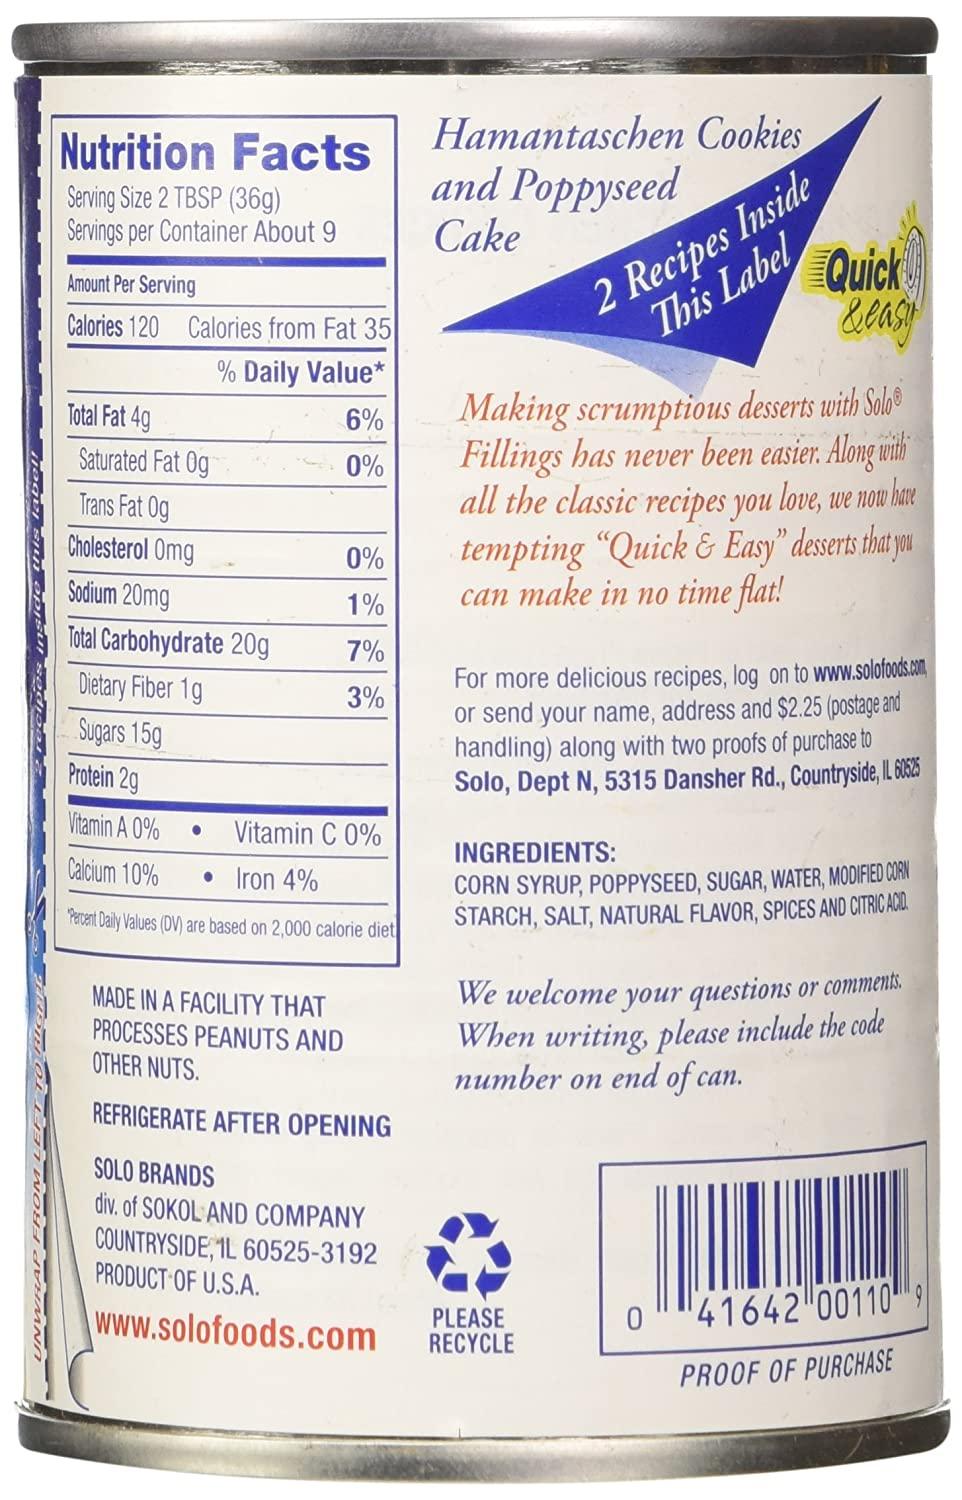 Nutrition Facts
Serving Size 2 TBSP (36g)
Servings per Container About 9
Amount Per Serving
Calories 120 Calories from Fat 35
% Daily Value*
Total Fat 4g 6%
Saturated Fat 0g 0%
Trans Fat 0g
Cholesterol 0mg 0%
Sodium 20mg 1%
Total Carbohydrate 20g 7%
Dietary Fiber 1g 3%
Sugars 15g
Protein 2g
Vitamin A 0% • Vitamin C 0%
Calcium 10% • Iron 4%
*Percent Daily Values (DV) are based on 2,000 calorie diet
MADE IN A FACILITY THAT
PROCESSES PEANUTS AND
OTHER NUTS.
REFRIGERATE AFTER OPENING
SOLO BRANDS
div. of SOKOL AND COMPANY
COUNTRYSIDE, IL 60525-3192
PRODUCT OF U.S.A.
www.solofoods.com
Hamantaschen Cookies
and Poppyseed
Cake
2 Recipes Inside
This Label
Quick
& easy
Making scrumptious desserts with Solo®
Fillings has never been easier. Along with
all the classic recipes you love, we now have
tempting “Quick & Easy” desserts that you
can make in no time flat!
For more delicious recipes, log on to www.solofoods.com,
or send your name, address and $2.25 (postage and
handling) along with two proofs of purchase to
Solo, Dept N, 5315 Dansher Rd., Countryside, IL 60525
INGREDIENTS:
CORN SYRUP, POPPYSEED, SUGAR, WATER, MODIFIED CORN
STARCH, SALT, NATURAL FLAVOR, SPICES AND CITRIC ACID.
We welcome your questions or comments.
When writing, please include the code
number on end of can.
PLEASE
RECYCLE
0 41642 00110 9
PROOF OF PURCHASE
2 recipes inside this label!
UNWRAP FROM LEFT TO RIGHT